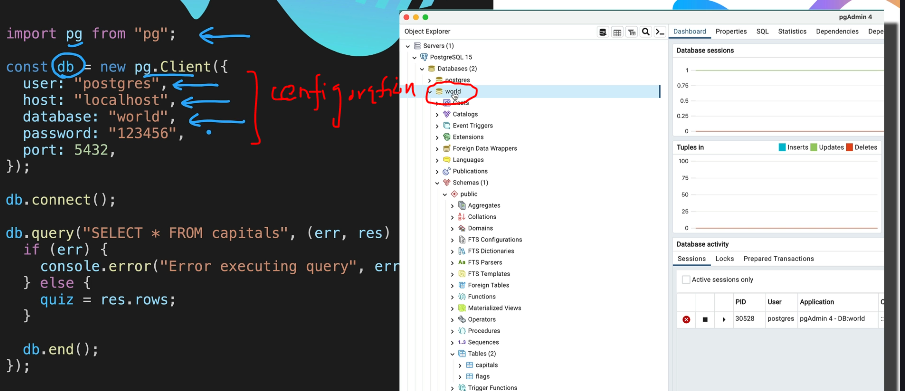 import pg from "pg";
const db = new pg.Client({
user: "postgres",
host: "localhost",
database: "world",
password: "123456",
port: 5432,
});
db.connect();
db.query("SELECT * FROM capitals", (err, res)
if (err) {
console.error("Error executing query", err
} else {
quiz = res.rows;
}
db.end();
});
configuration
pgAdmin 4
Object Explorer
Servers (1)
PostgreSQL 15
Databases (2)
postgres
world
Casts
Catalogs
Event Triggers
Extensions
Foreign Data Wrappers
Languages
Publications
Schemas (1)
public
Aggregates
Collations
Domains
FTS Configurations
FTS Dictionaries
FTS Parsers
FTS Templates
Foreign Tables
Functions
Materialized Views
Operators
Procedures
1..3 Sequences
Tables (2)
capitals
flags
Trigger Functions
Dashboard Properties SQL Statistics Dependencies Depe
Database sessions
1
0.75
0.5
0.25
0
Tuples in Inserts Updates Deletes
100
75
50
25
0
Database activity
Sessions Locks Prepared Transactions
Active sessions only
PID User Application C
30528 postgres pgAdmin 4 - DB:world ::